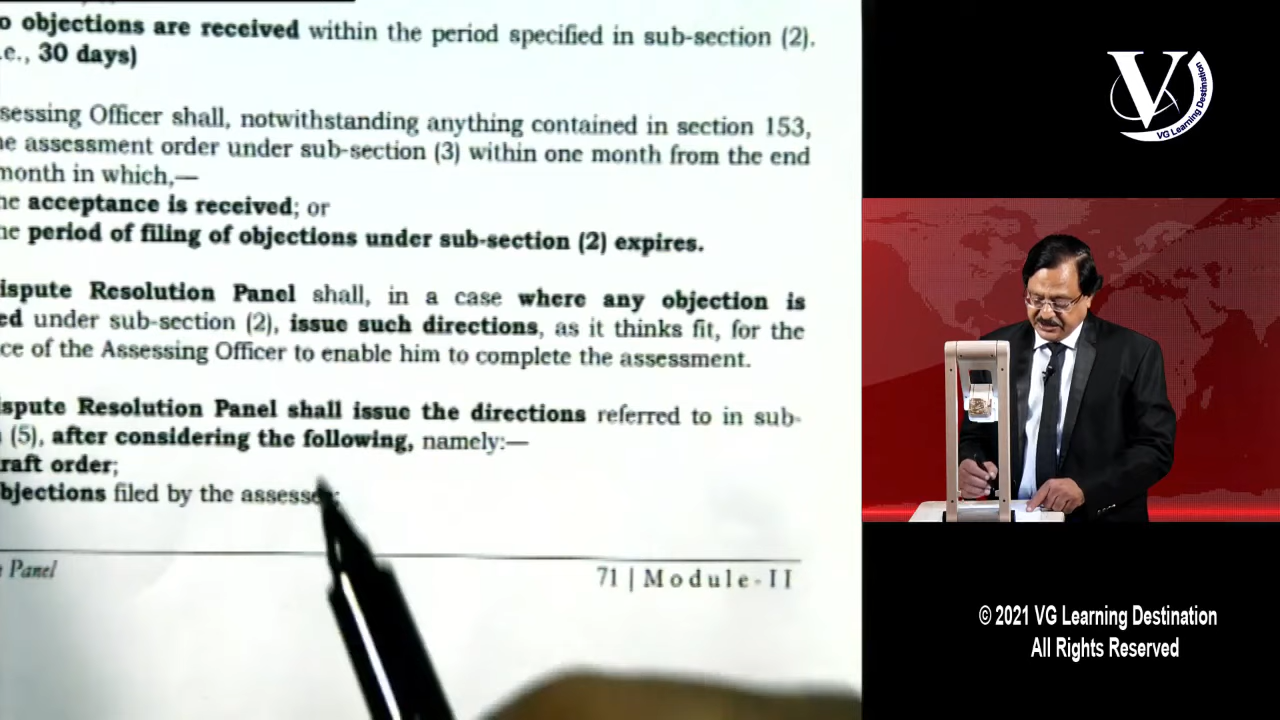 o objections are received within the period specified in sub-section (2).
.e., 30 days)
sessing Officer shall, notwithstanding anything contained in section 153,
ne assessment order under sub-section (3) within one month from the end
month in which,—
he acceptance is received; or
he period of filing of objections under sub-section (2) expires.
ispute Resolution Panel shall, in a case where any objection is
ed under sub-section (2), issue such directions, as it thinks fit, for the
ce of the Assessing Officer to enable him to complete the assessment.
ispute Resolution Panel shall issue the directions referred to in sub-
(5), after considering the following, namely:—
raft order;
bjections filed by the assesse
Panel
71 | Module-II
V
VG Learning Destination
© 2021 VG Learning Destination
All Rights Reserved